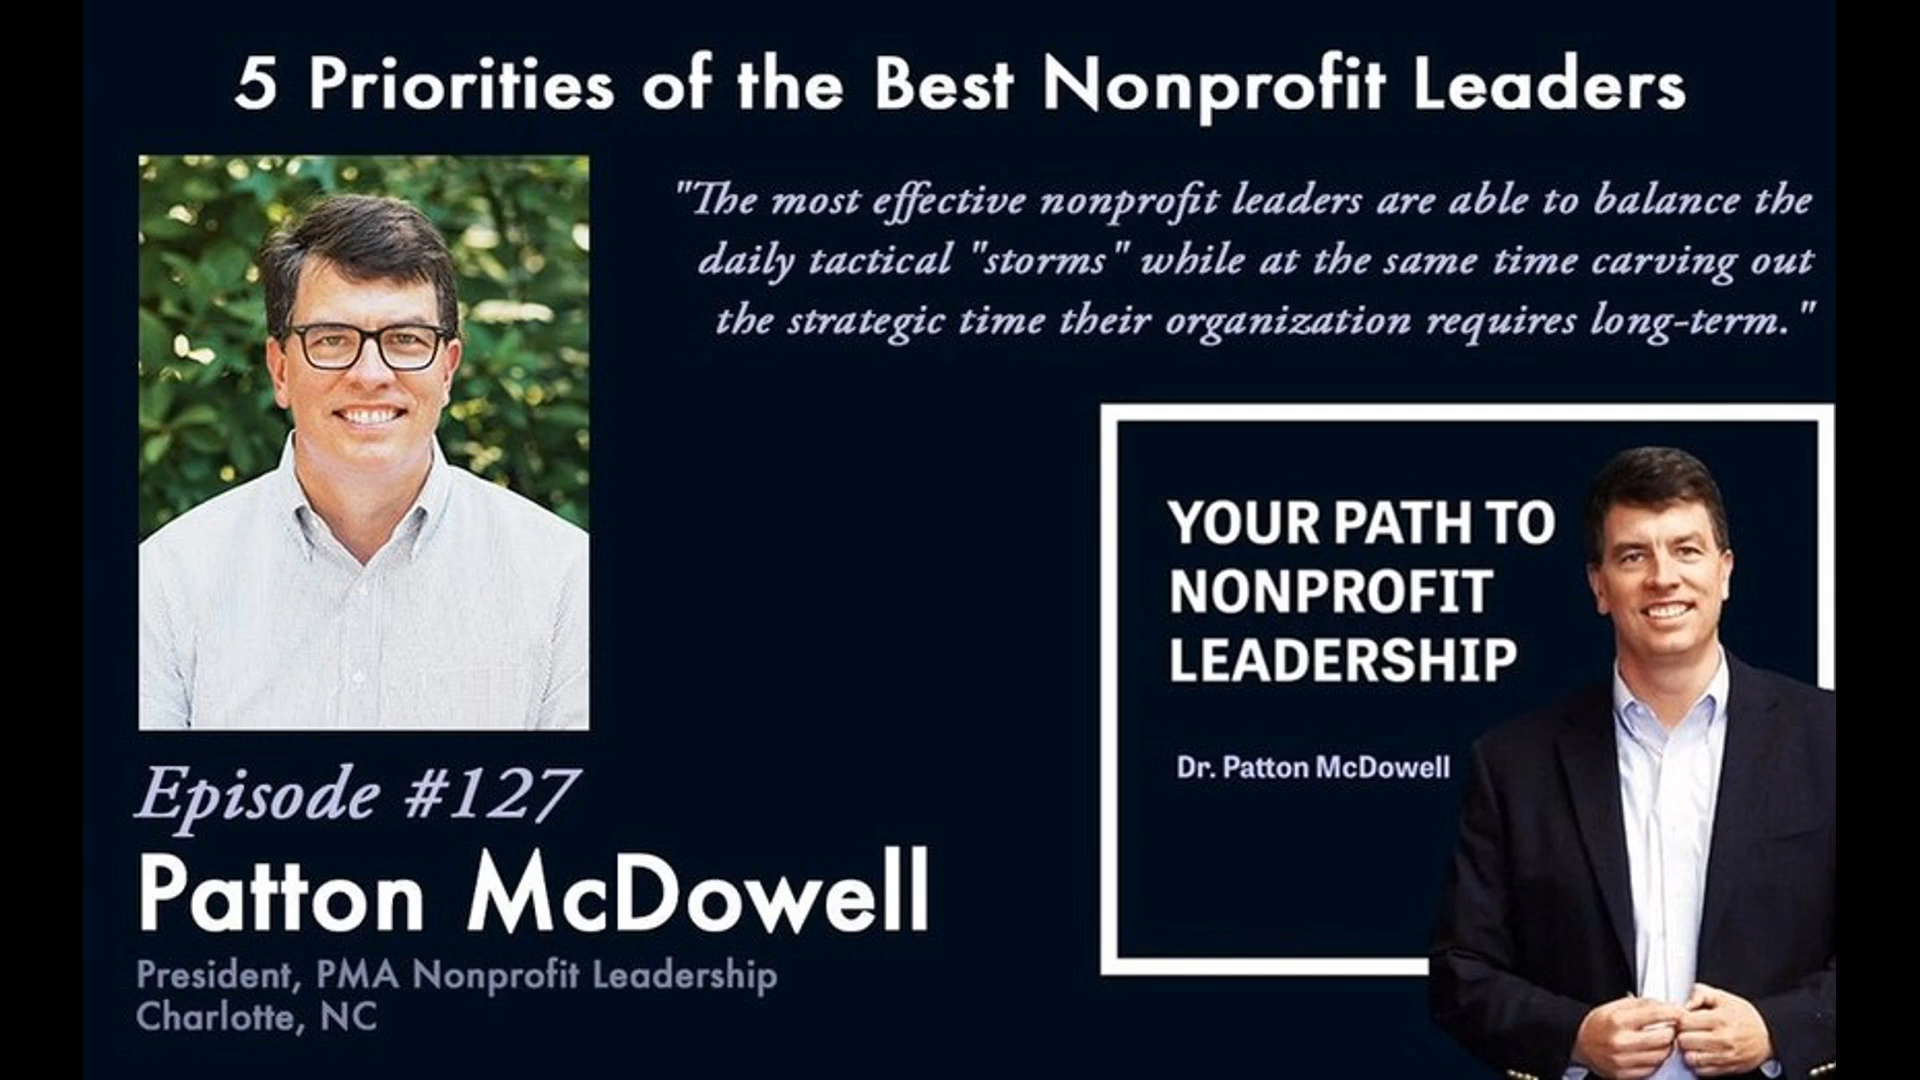 5 Priorities of the Best Nonprofit Leaders
"The most effective nonprofit leaders are able to balance the
daily tactical "storms" while at the same time carving out
the strategic time their organization requires long-term."
YOUR PATH TO
NONPROFIT
LEADERSHIP
Dr. Patton McDowell
Episode #127
Patton McDowell
President, PMA Nonprofit Leadership
Charlotte, NC